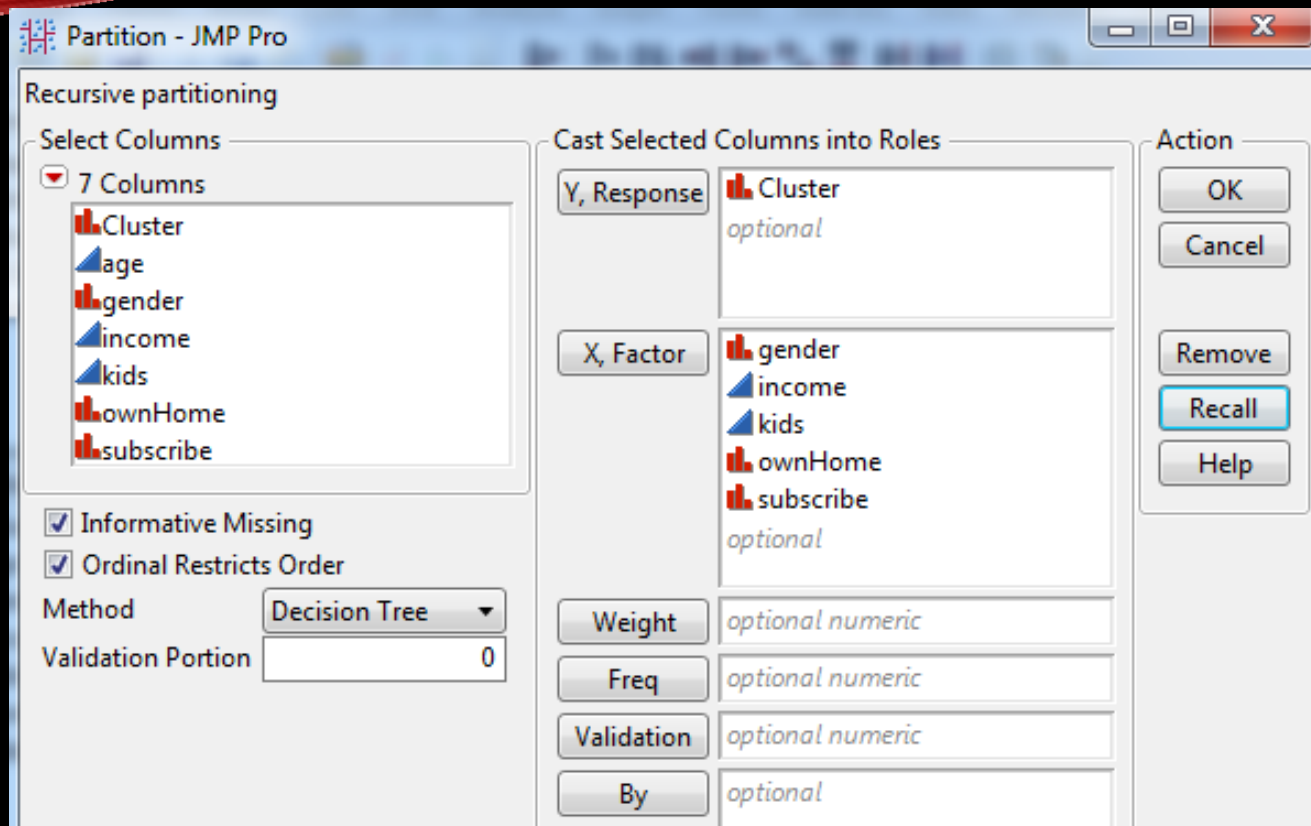 Partition - JMP Pro
Recursive partitioning
Select Columns
7 Columns
Cluster
age
gender
income
kids
ownHome
subscribe
Informative Missing
Ordinal Restricts Order
Method Decision Tree
Validation Portion 0
Cast Selected Columns into Roles
Y, Response
Cluster
optional
X, Factor
gender
income
kids
ownHome
subscribe
optional
Weight optional numeric
Freq optional numeric
Validation optional numeric
By optional
Action
OK
Cancel
Remove
Recall
Help